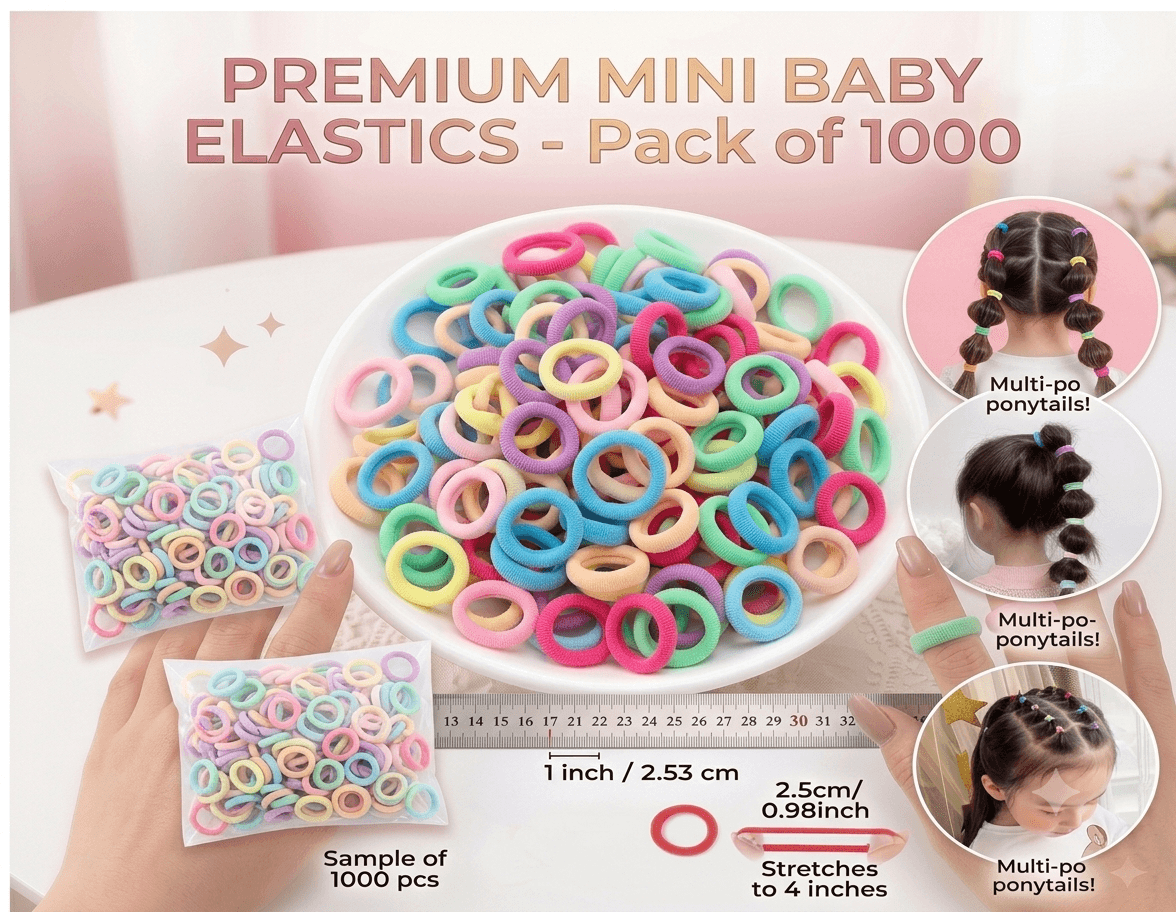 PREMIUM MINI BABY
ELASTICS - Pack of 1000
Multi-po
ponytails!
Multi-po-
ponytails!
13 14 15 16 17 21 21 22 23 24 25 26 27 28 29 30 31 32
1 inch / 2.53 cm
2.5cm/
0.98inch
Stretches
to 4 inches
Sample of
1000 pcs
Multi-po
ponytails!